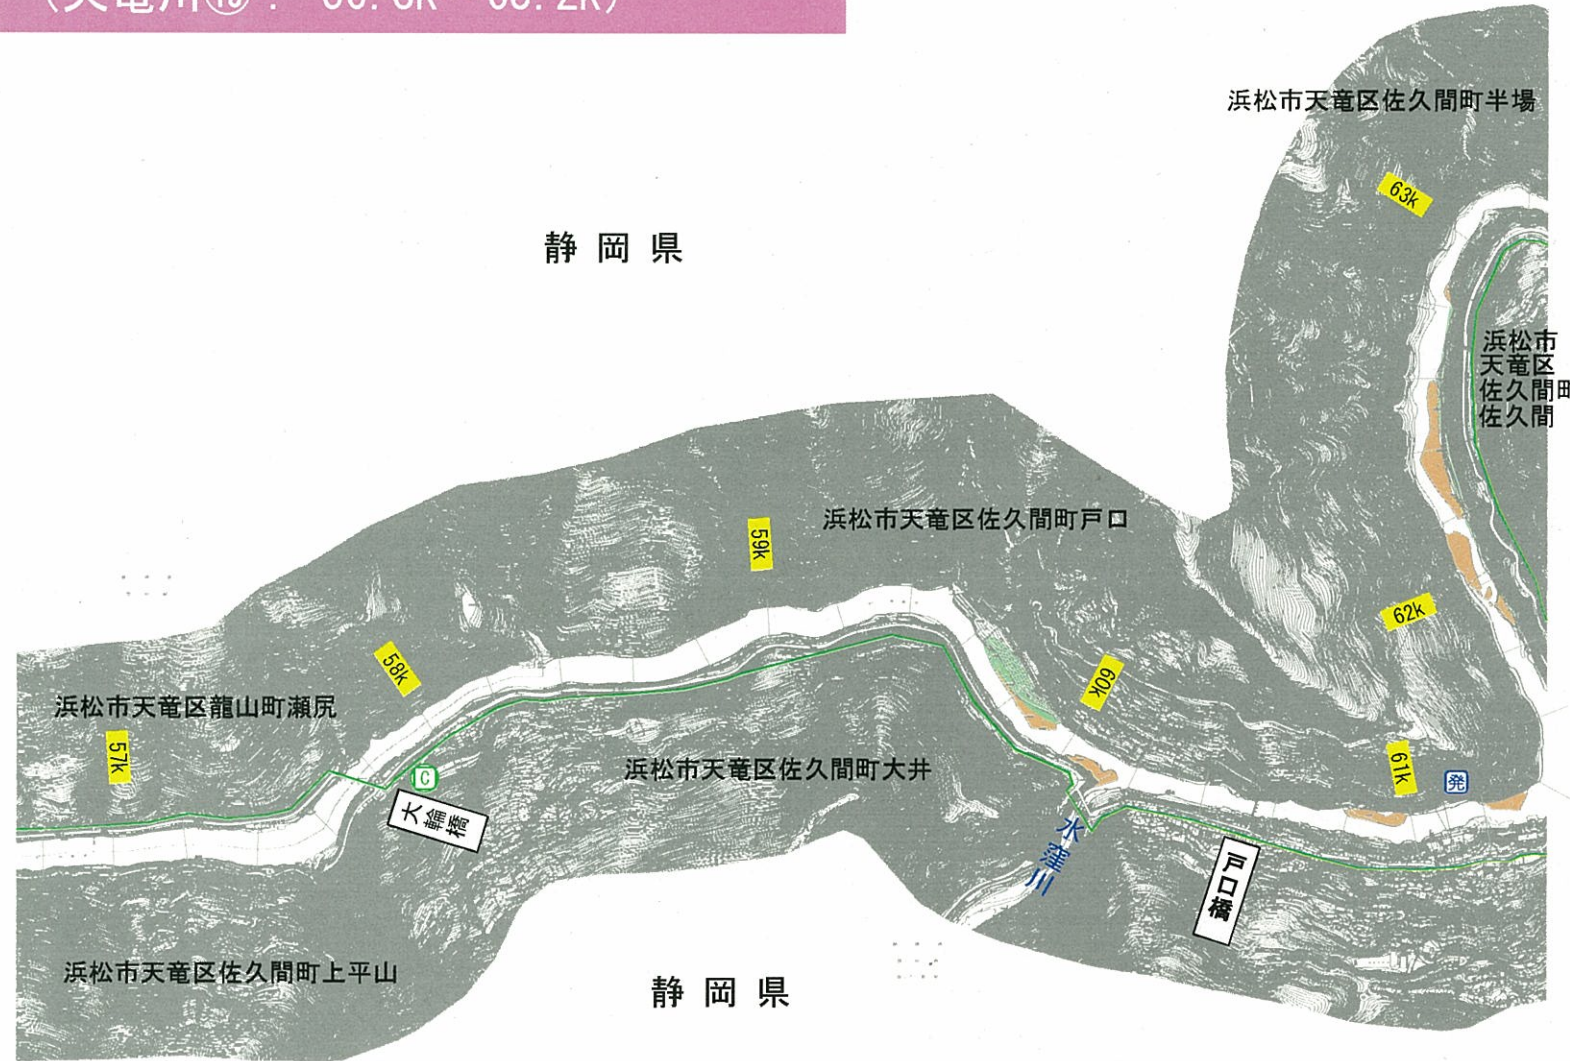 (天竜川
浜松市天竜区佐久間町半場
63k
静岡県
浜松市
天竜区
佐久間町
佐久間
浜松市天竜区佐久間町戸口
59k
62k
58k
60k
浜松市天竜区龍山町瀬尻
57k
浜松市天竜区佐久間町大井
61k
発
C
大輪橋
水窪川
戸口橋
浜松市天竜区佐久間町上平山
静岡県